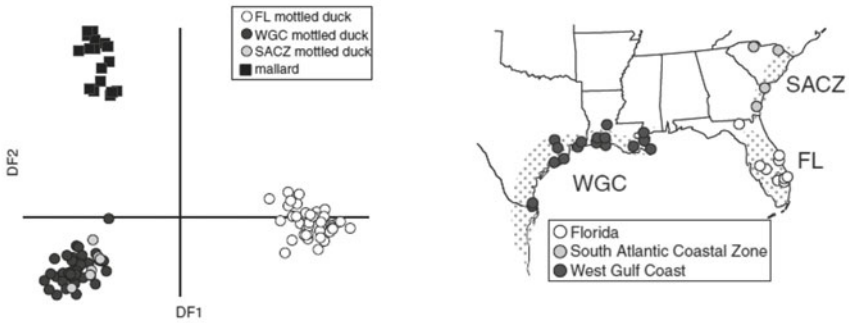 FL mottled duck
WGC mottled duck
SACZ mottled duck
mallard
DF2
DF1
SACZ
FL
WGC
Florida
South Atlantic Coastal Zone
West Gulf Coast